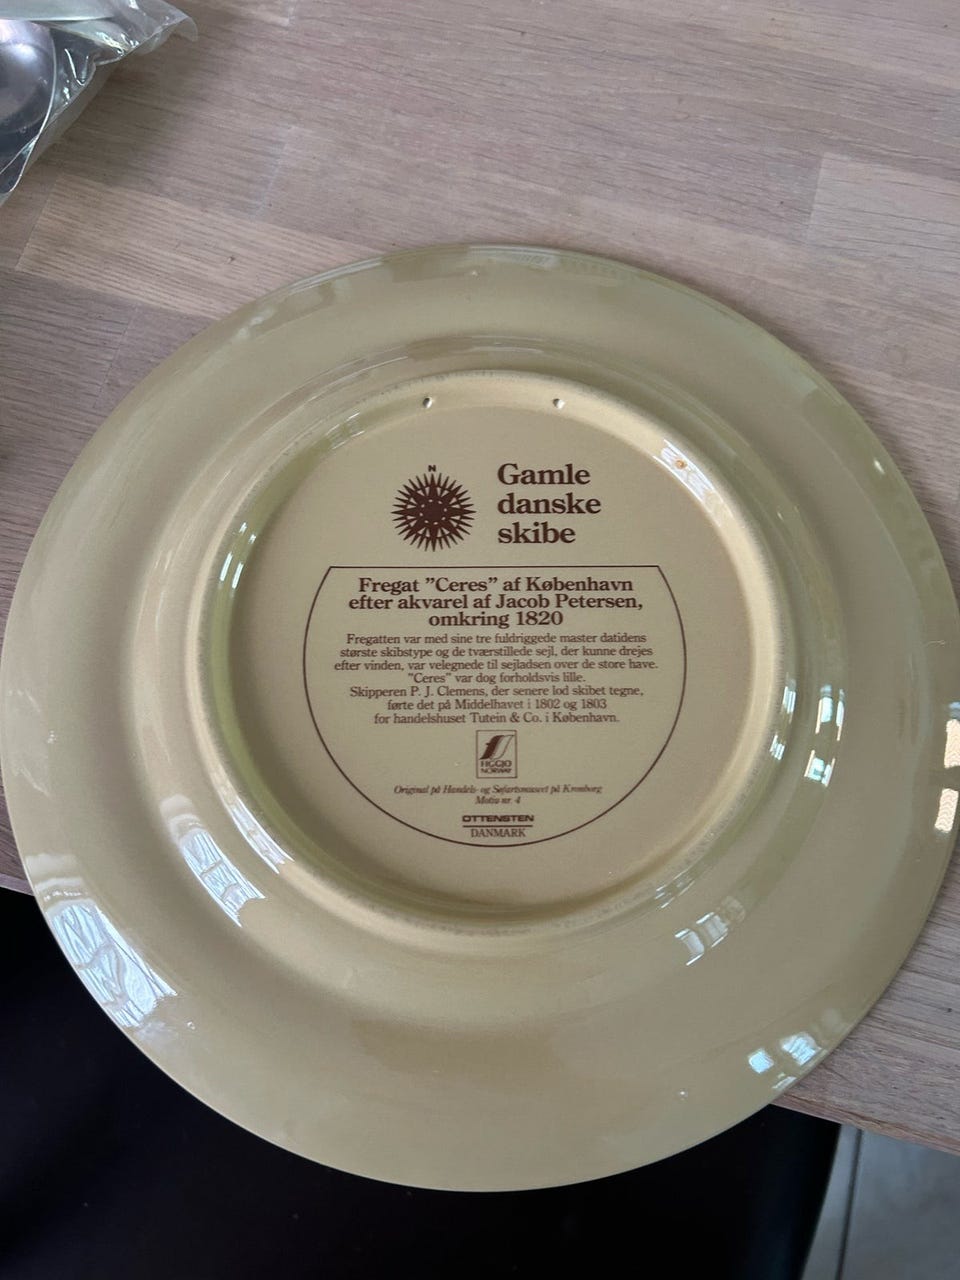 N
Gamle
danske
skibe
Fregat ”Ceres” af København
efter akvarel af Jacob Petersen,
omkring 1820
Fregatten var med sine tre fuldriggede master datidens
største skibstype og de tværstillede sejl, der kunne drejes
efter vinden, var velegnede til sejladsen over de store have.
”Ceres” var dog forholdsvis lille.
Skipperen P. J. Clemens, der senere lod skibet tegne,
førte det på Middelhavet i 1802 og 1803
for handelshuset Tutein & Co. i København.
FIGGJO
NORWAY
Original på Handels- og Søfartsmuseet på Kronborg
Motiv nr. 4
OTTENSTEN
DANMARK